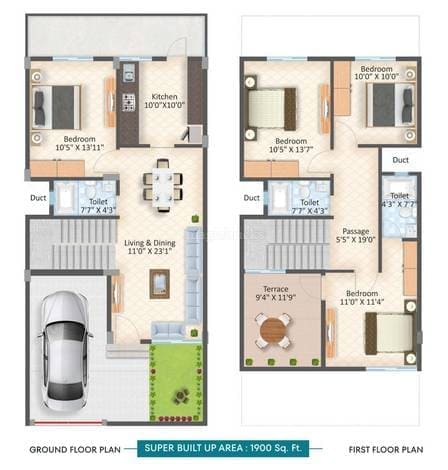 Kitchen
10'0"X10'0"
Bedroom
10'5" X 13'11"
Duct
Toilet
7'7"X 4'3"
Living & Dining
11'0" X 23'1"
GROUND FLOOR PLAN
SUPER BUILT UP AREA : 1900 Sq. Ft.
Bedroom
10'0" X 10'0"
Bedroom
10'5" X 13'7"
Duct
Duct
Toilet
7'7"X 4'3"
Toilet
4'3" X 7'7"
Passage
5'5" X 19'0"
Terrace
9'4" X 11'9"
Bedroom
11'0" X 11'4"
FIRST FLOOR PLAN